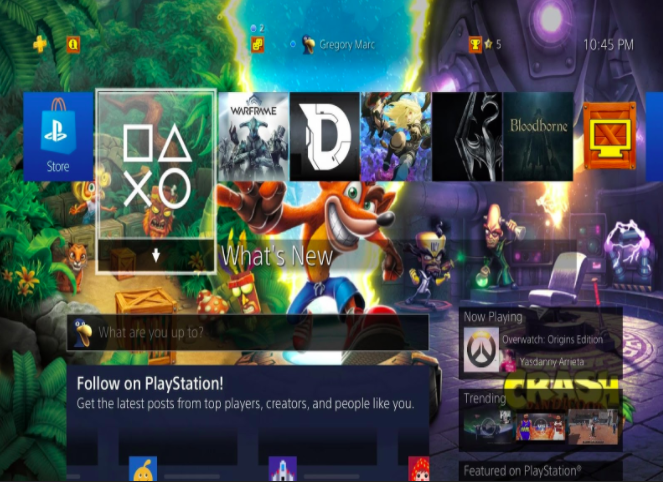 2
Gregory Marc
5
10:45 PM
Store
WARFRAME
Bloodborne
What's New
What are you up to?
Now Playing
Overwatch: Origins Edition
Yasdanny Arrieta
Follow on PlayStation!
Get the latest posts from top players, creators, and people like you.
CRASH
Trending
Featured on PlayStation®